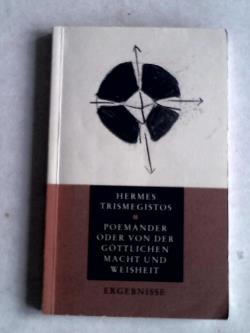 HERMES
TRISMEGISTOS
POEMANDER
ODER VON DER
GÖTTLICHEN
MACHT UND
WEISHEIT
ERGEBNISSE